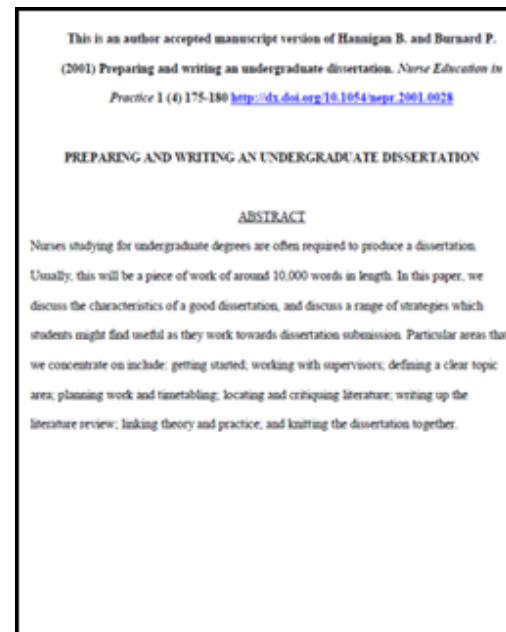 This is an author accepted manuscript version of Hannigan B. and Burnard P.
(2001) Preparing and writing an undergraduate dissertation. Nurse Education in
Practice 1 (4) 175-180 http://dx.doi.org/10.1054/nepr.2001.0028
PREPARING AND WRITING AN UNDERGRADUATE DISSERTATION
ABSTRACT
Nurses studying for undergraduate degrees are often required to produce a dissertation.
Usually, this will be a piece of work of around 10,000 words in length. In this paper, we
discuss the characteristics of a good dissertation, and discuss a range of strategies which
students might find useful as they work towards dissertation submission. Particular areas tha
we concentrate on include: getting started; working with supervisors; defining a clear topic
area; planning work and timetabling; locating and critiquing literature; writing up the
literature review; linking theory and practice; and knitting the dissertation together.